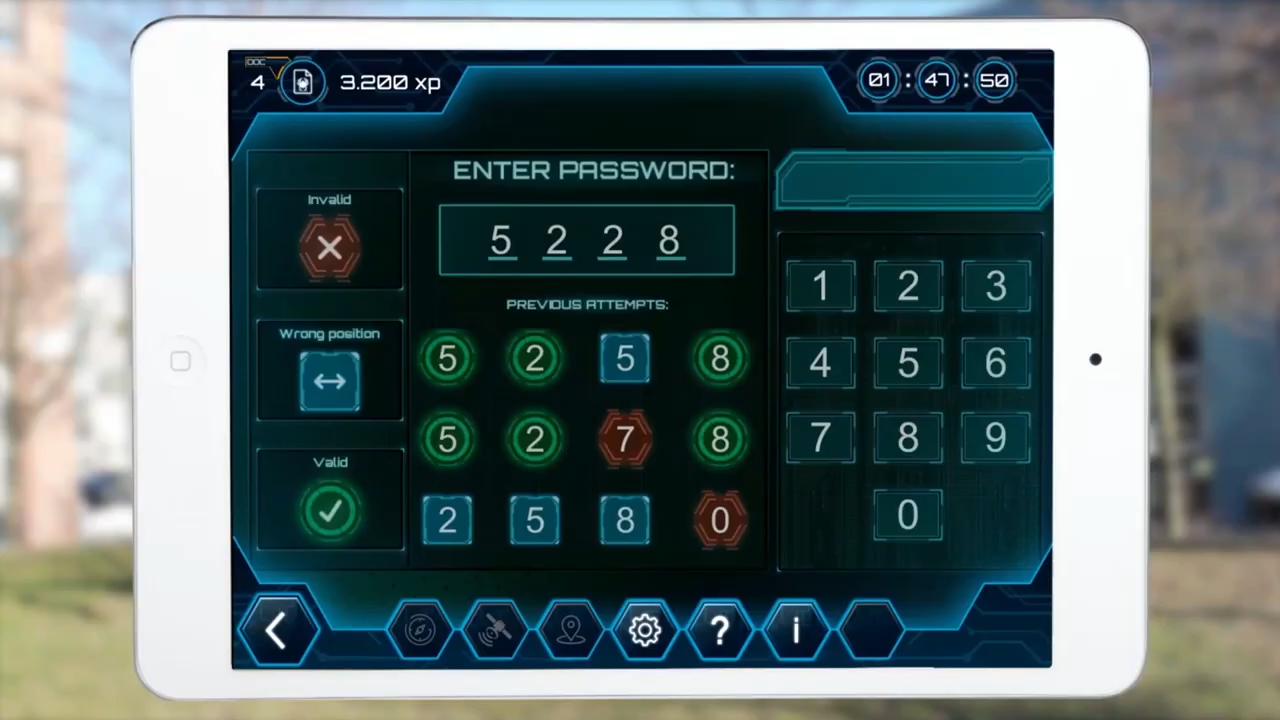 DOC
4 3.200 xp 01 : 47 : 50
Invalid
Wrong position
Valid
ENTER PASSWORD:
5 2 2 8
PREVIOUS ATTEMPTS:
5 2 5 8
5 2 7 8
2 5 8 0
1 2 3
4 5 6
7 8 9
0
? i